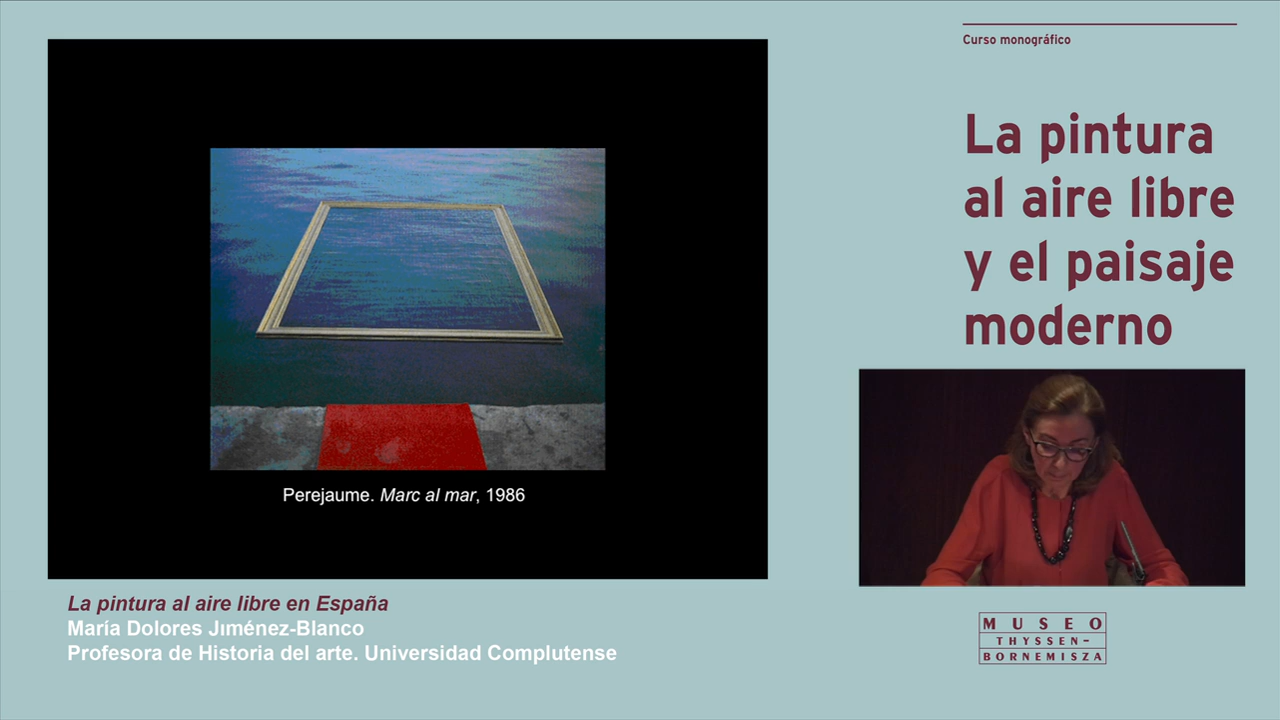 Curso monográfico
La pintura
al aire libre
y el paisaje
moderno
Perejaume. Marc al mar, 1986
La pintura al aire libre en España
María Dolores Jıménez-Blanco
Profesora de Historia del arte. Universidad Complutense
MUSEO
THYSSEN-
BORNEMISZA